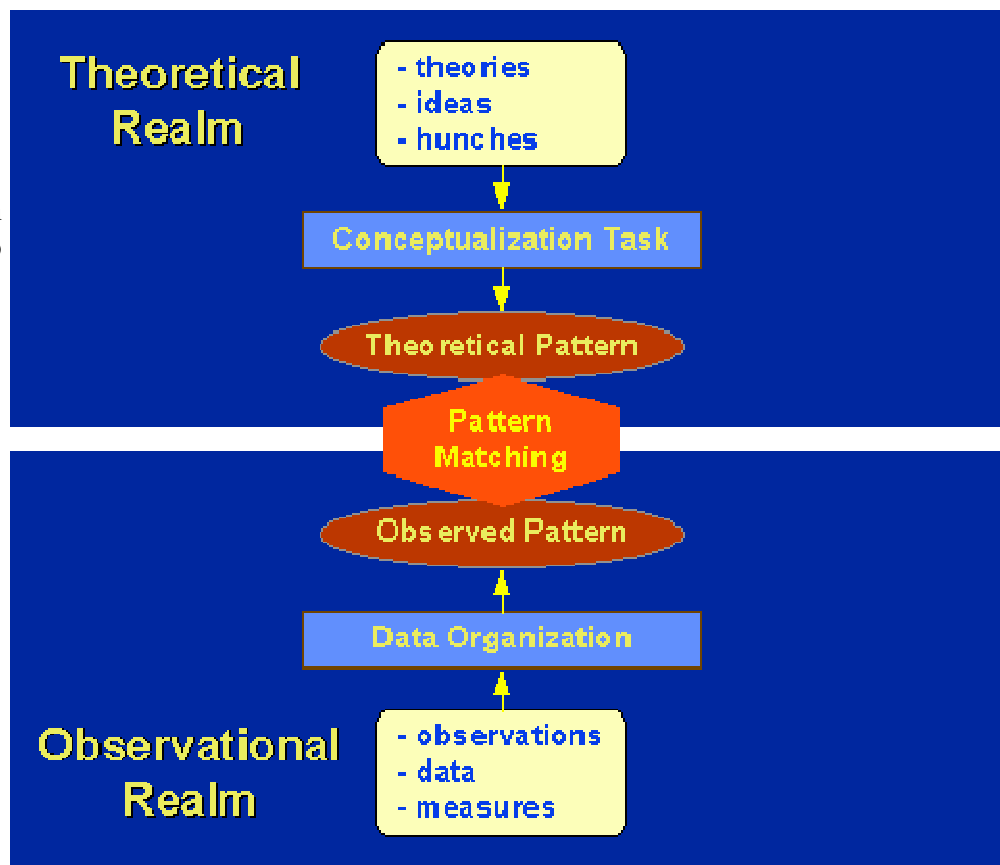 Theoretical
Realm
- theories
- ideas
- hunches
Conceptualization Task
Theoretical Pattern
Pattern
Matching
Observed Pattern
Data Organization
Observational
Realm
- observations
- data
- measures